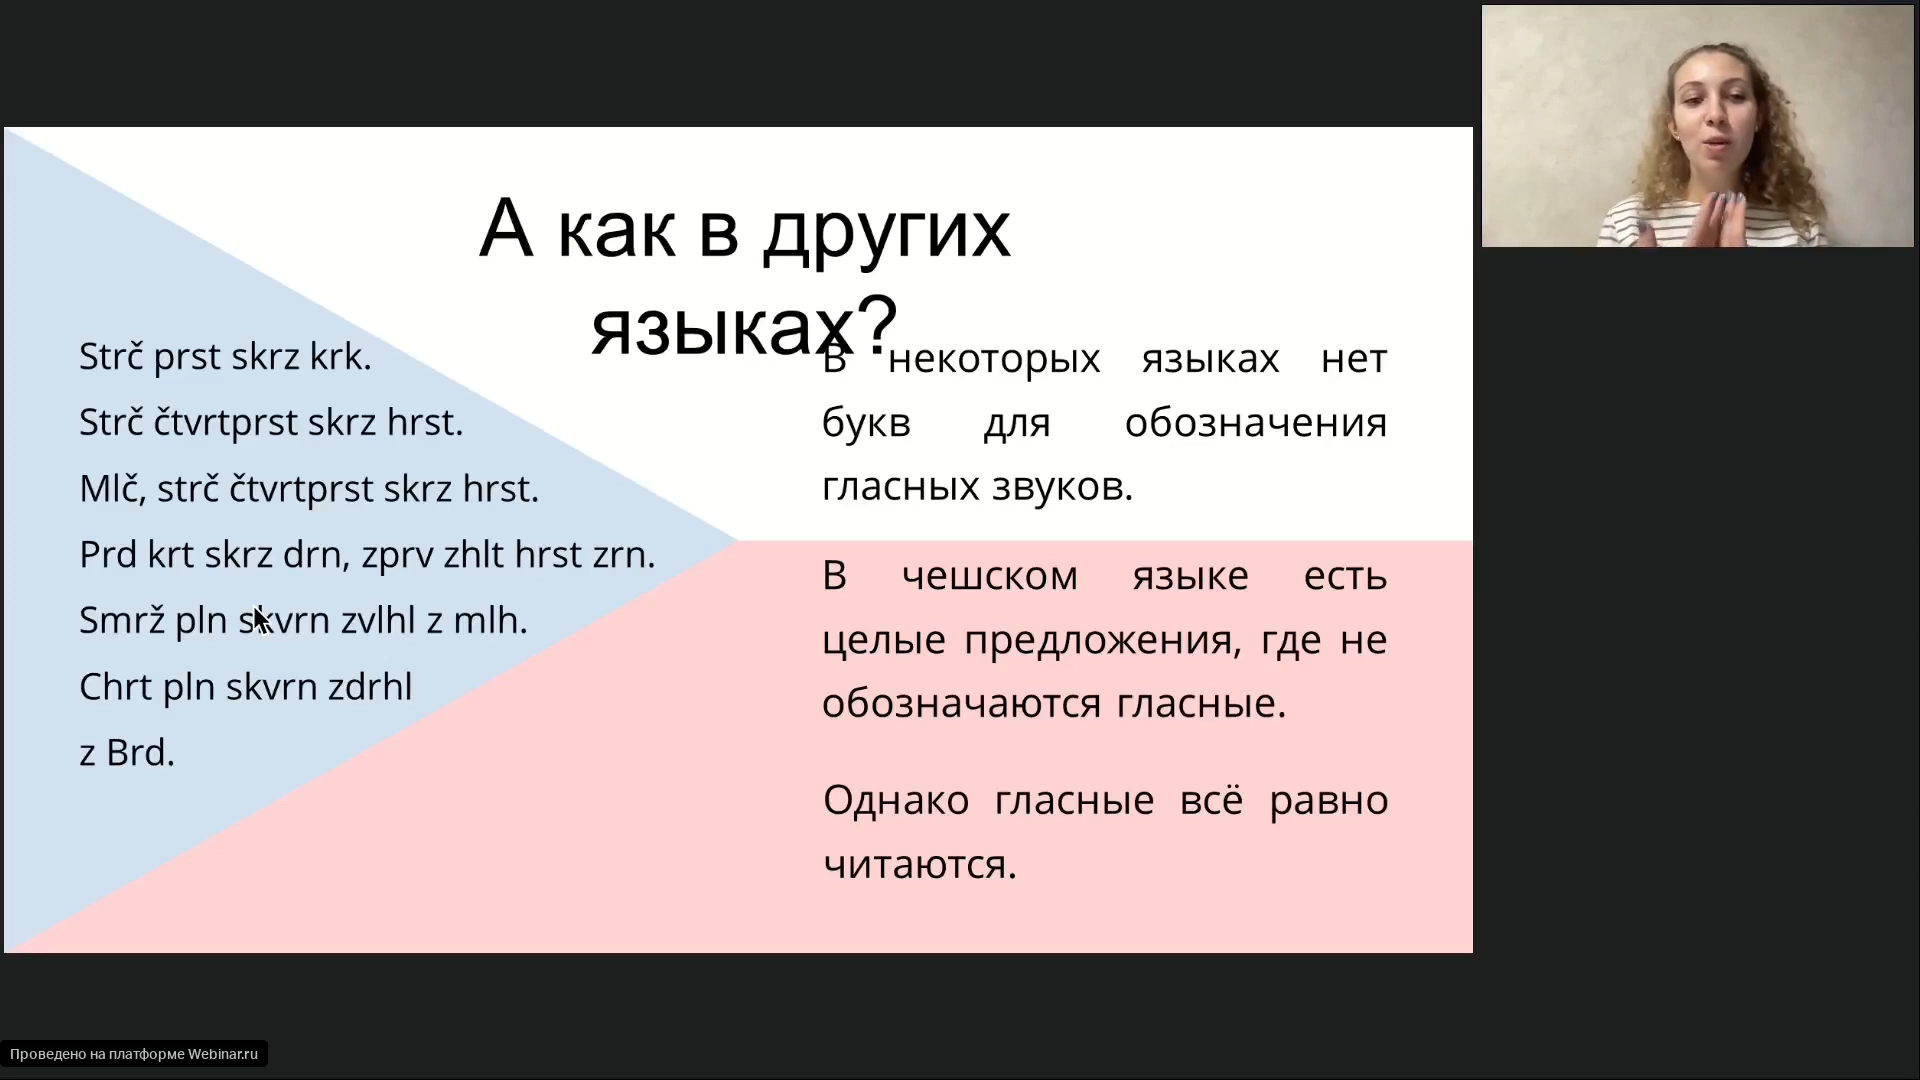 А как в других
языках?
Strč prst skrz krk.
Strč čtvrtprst skrz hrst.
Mlč, strč čtvrtprst skrz hrst.
Prd krt skrz drn, zprv zhlt hrst zrn.
Smrž pln skvrn zvlhl z mlh.
Chrt pln skvrn zdrhl
z Brd.
В некоторых языках нет
букв для обозначения
гласных звуков.
В чешском языке есть
целые предложения, где не
обозначаются гласные.
Однако гласные всё равно
читаются.
Проведено на платформе Webinar.ru